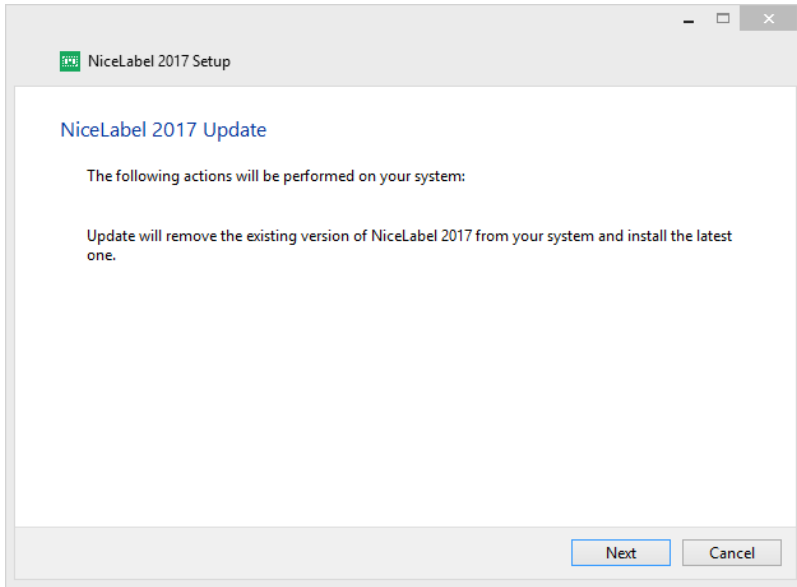 NiceLabel 2017 Setup
NiceLabel 2017 Update
The following actions will be performed on your system:
Update will remove the existing version of NiceLabel 2017 from your system and install the latest
one.
Next Cancel